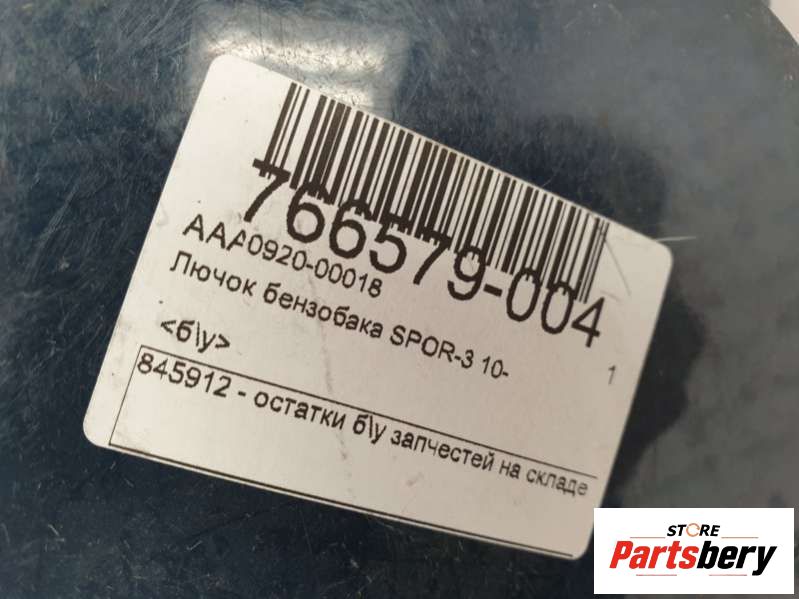 766579-004
AAA0920-00018
Лючок бензобака SPOR-3 10-
1
<б\у>
845912 - остатки б\у запчестей на складе
STORE
Partsbery